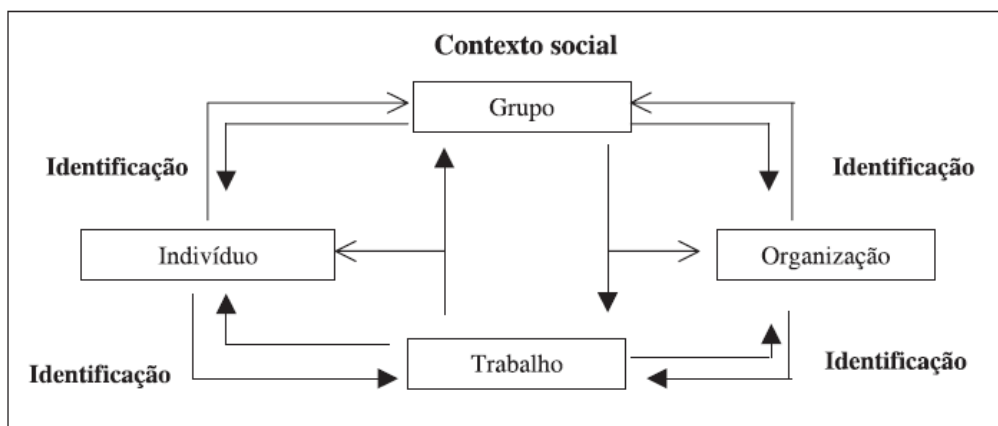 Contexto social
Grupo
Identificação
Identificação
Indivíduo
Organização
Trabalho
Identificação
Identificação